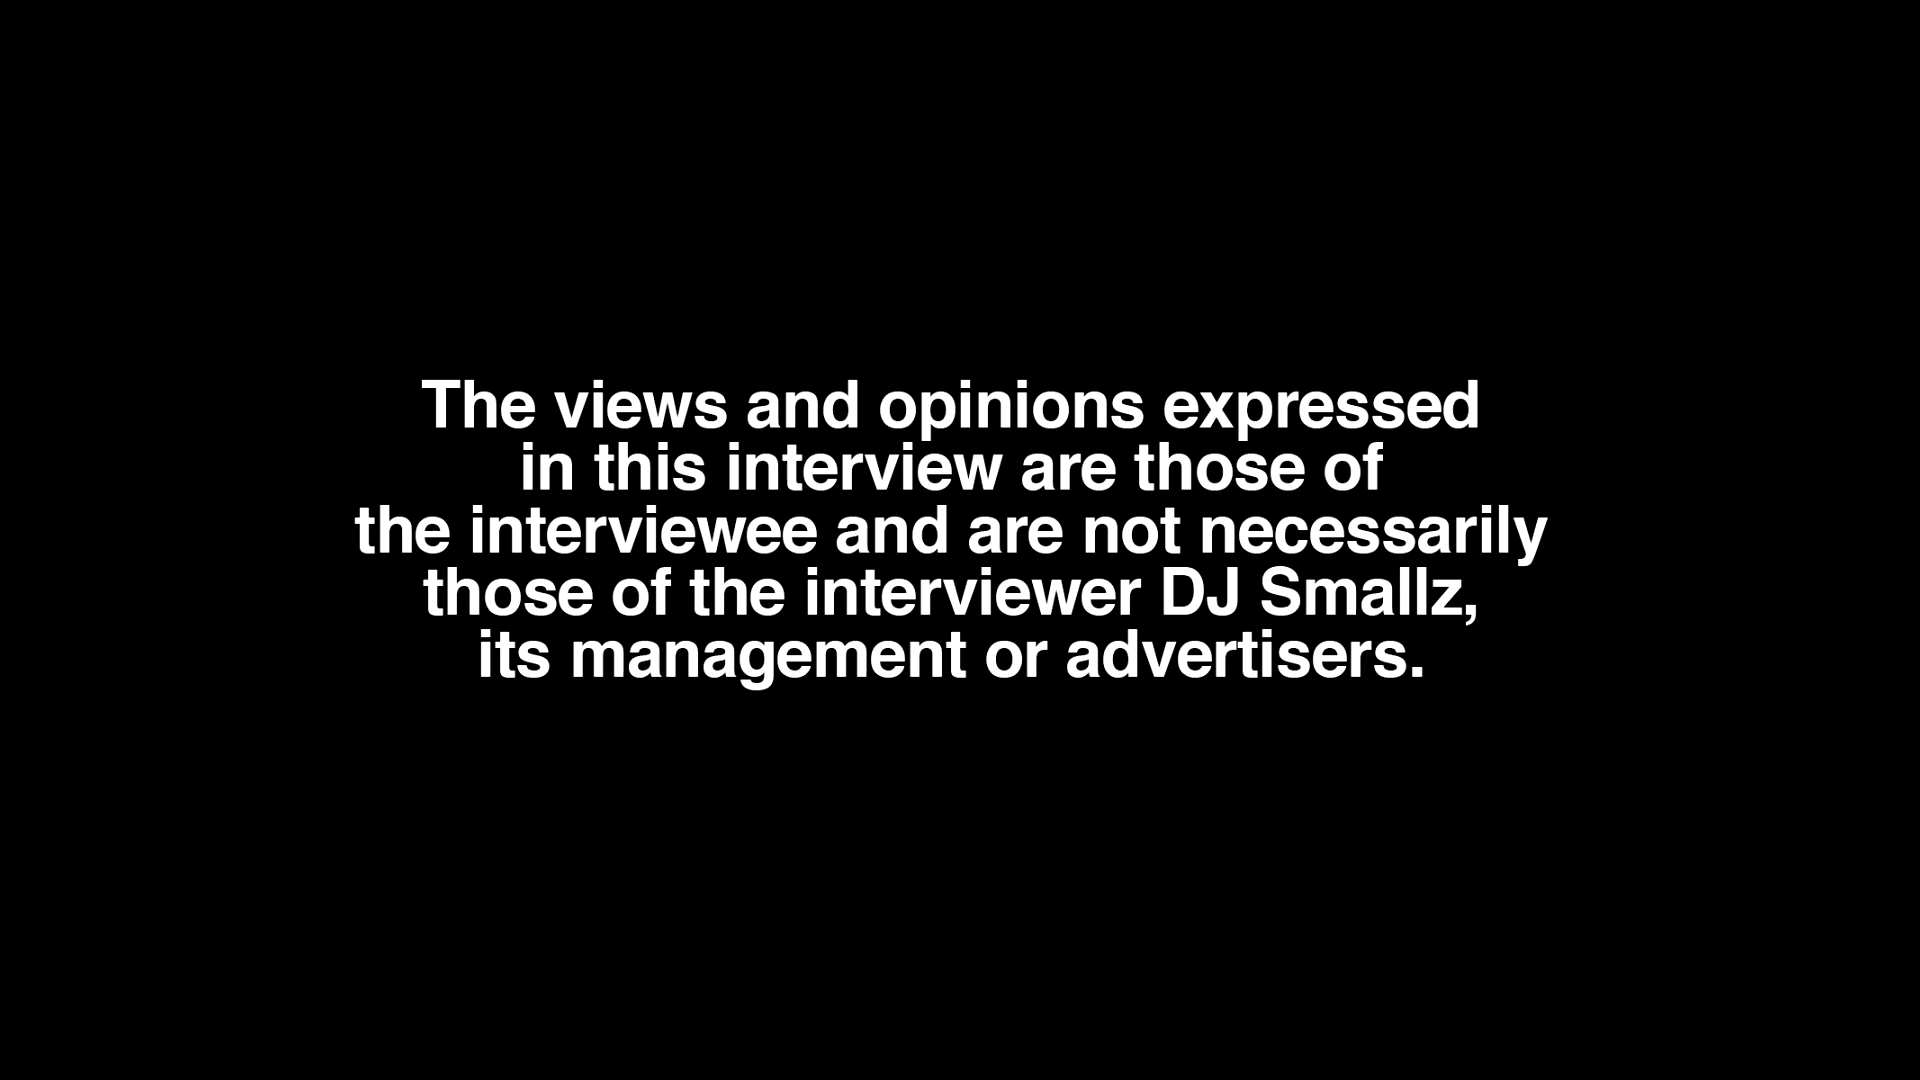 The views and opinions expressed
in this interview are those of
the interviewee and are not necessarily
those of the interviewer DJ Smallz,
its management or advertisers.